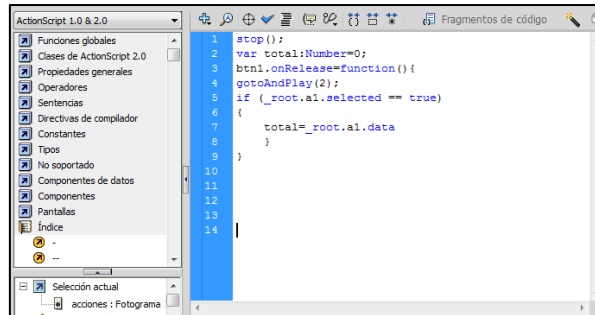 ActionScript 1.0 & 2.0
Funciones globales
Clases de ActionScript 2.0
Propiedades generales
Operadores
Sentencias
Directivas de compilador
Constantes
Tipos
No soportado
Componentes de datos
Componentes
Pantallas
Índice
-
--
Selección actual
acciones : Fotograma
Fragmentos de código
1 stop();
2 var total:Number=0;
3 btn1.onRelease=function(){
4 gotoAndPlay(2);
5 if (_root.a1.selected == true)
6 {
7 total=_root.a1.data
8 }
9 }
10
11
12
13
14